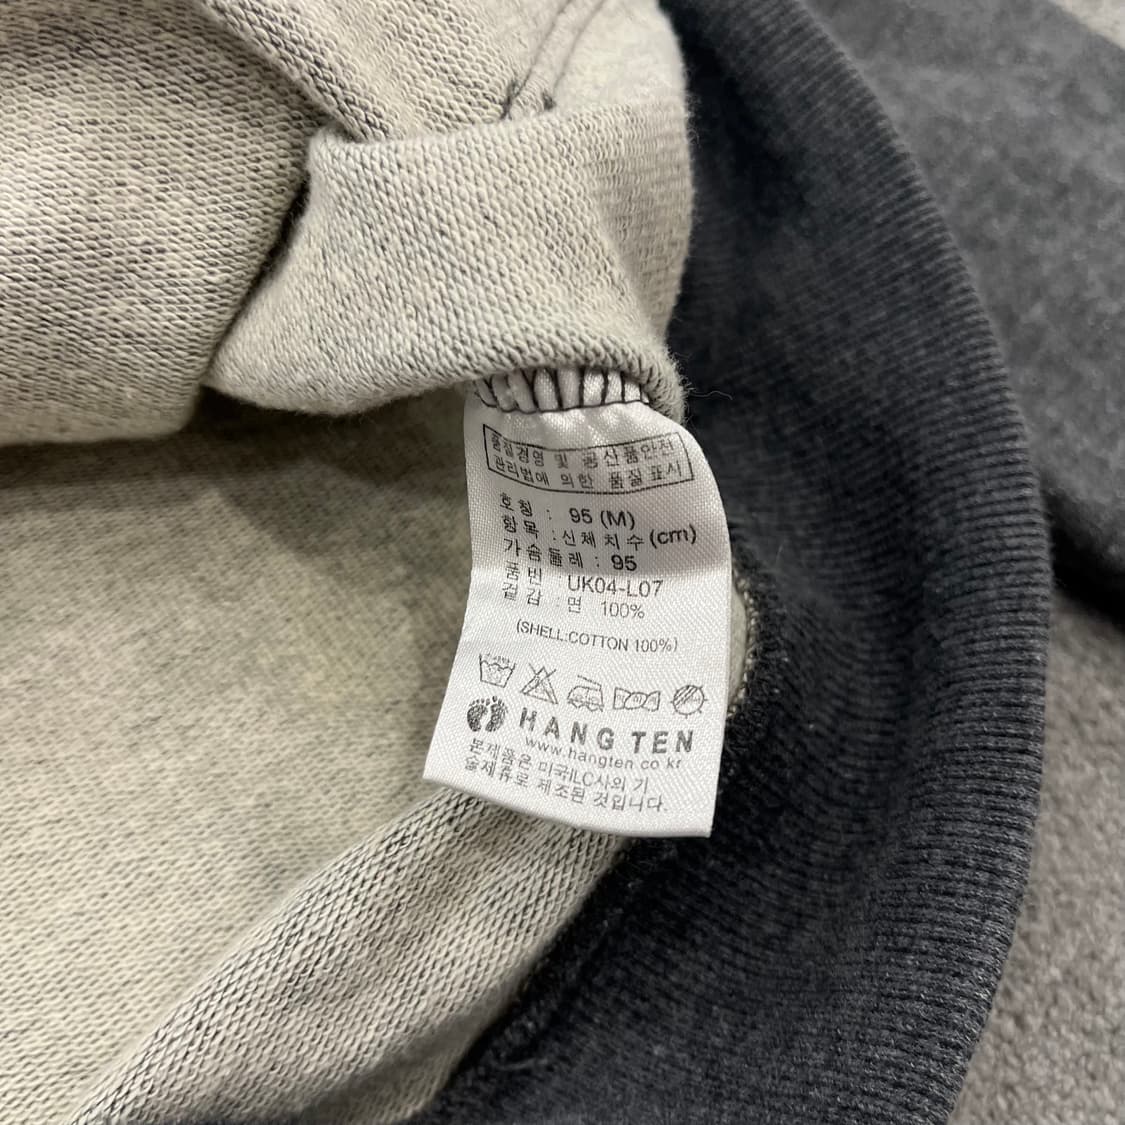 품질경영 및 공산품안전
관리법에 의한 품질표시
호칭 : 95 (M)
항목 : 신체치수(cm)
가슴둘레 : 95
품번 UK04-L07
겉감 : 면 100%
(SHELL:COTTON 100%)
HANG TEN
www.hangten.co.kr
본제품은 미국ILC사의 기
술제휴로 제조된 것입니다.